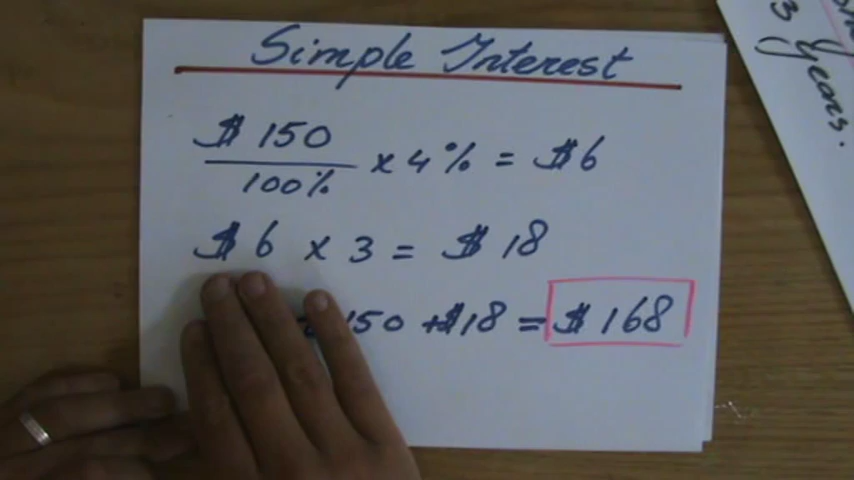 Simple Interest
$ 150
100%
x 4% = $6
$ 6 x 3 = $ 18
150 + $18 = $ 168
3 Years.